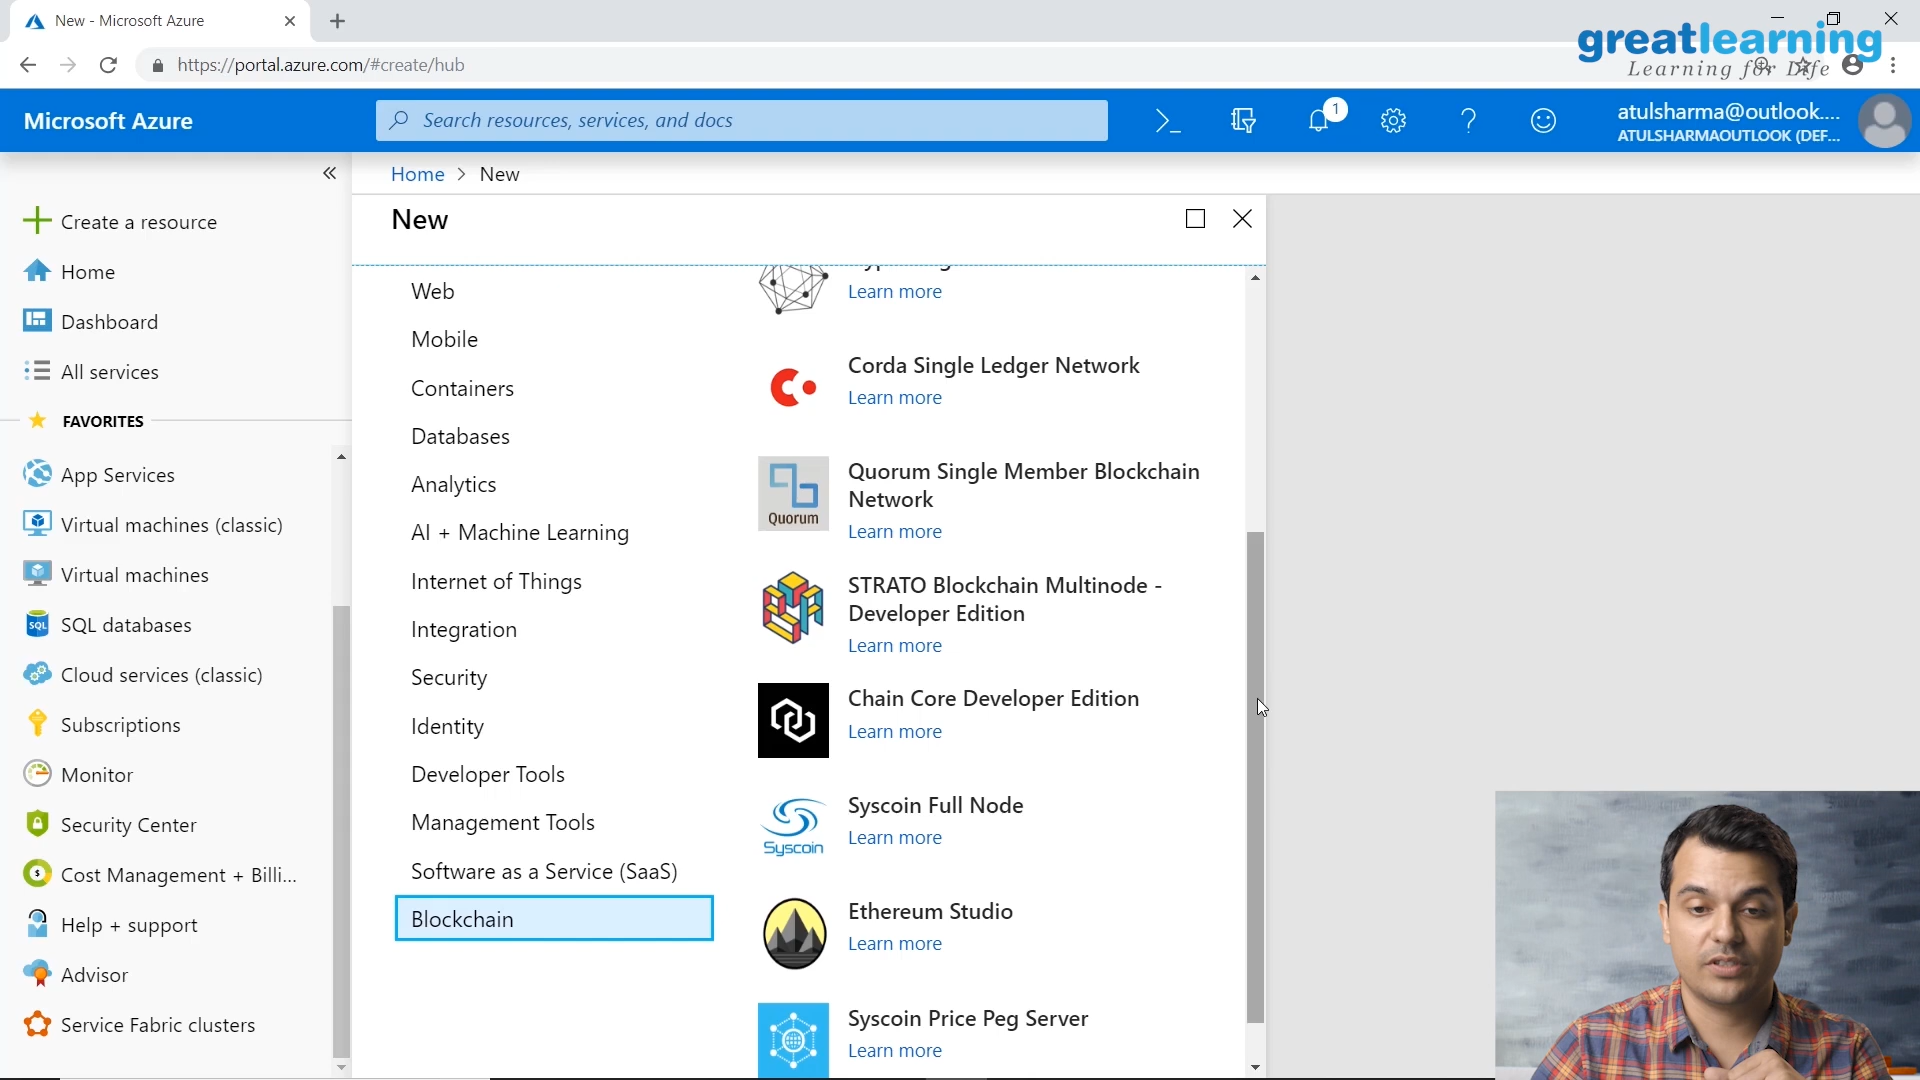 New - Microsoft Azure
https://portal.azure.com/#create/hub
greatlearning
Learning for Life
Microsoft Azure
Search resources, services, and docs
1
atulsharma@outlook....
ATULSHARMAOUTLOOK (DEF...
Home > New
New
Create a resource
Home
Dashboard
All services
FAVORITES
App Services
Virtual machines (classic)
Virtual machines
SQL
SQL databases
Cloud services (classic)
Subscriptions
Monitor
Security Center
Cost Management + Billi...
Help + support
Advisor
Service Fabric clusters
Web
Mobile
Containers
Databases
Analytics
AI + Machine Learning
Internet of Things
Integration
Security
Identity
Developer Tools
Management Tools
Software as a Service (SaaS)
Blockchain
Learn more
Corda Single Ledger Network
Learn more
Quorum
Quorum Single Member Blockchain
Network
Learn more
STRATO Blockchain Multinode -
Developer Edition
Learn more
Chain Core Developer Edition
Learn more
Syscoin
Syscoin Full Node
Learn more
Ethereum Studio
Learn more
Syscoin Price Peg Server
Learn more